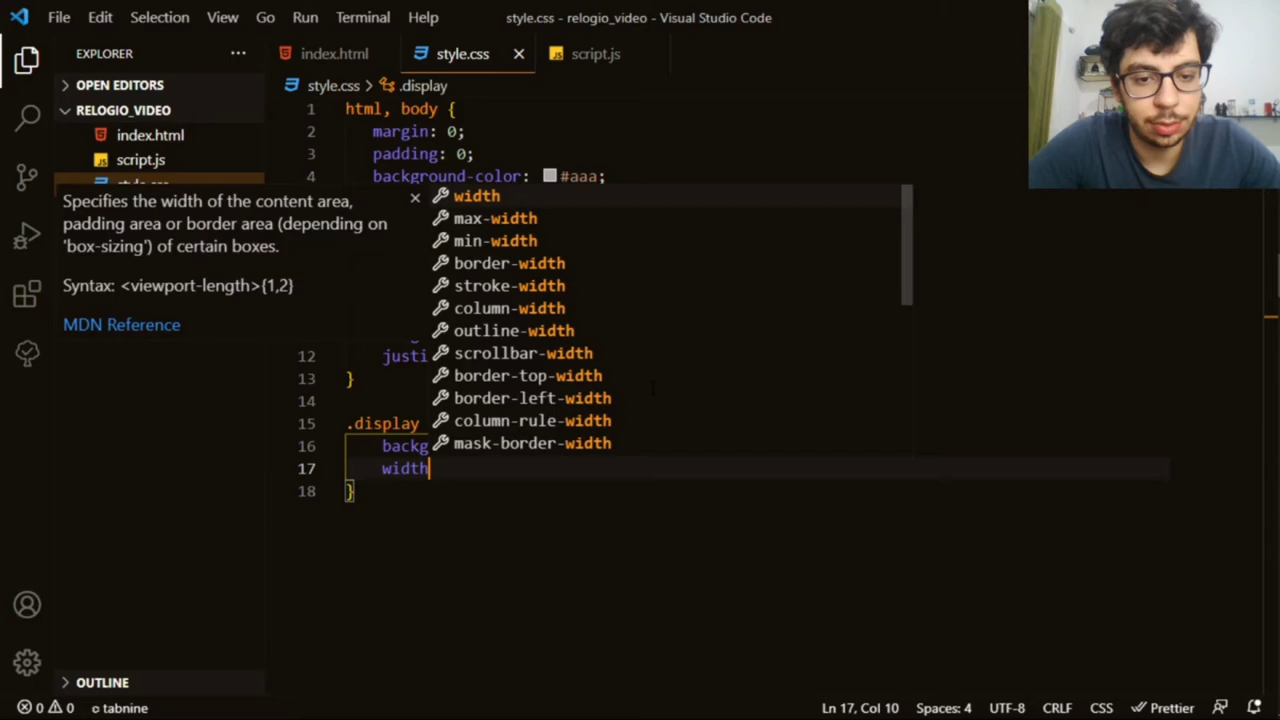 File Edit Selection View Go Run Terminal Help style.css - relogio_video - Visual Studio Code
EXPLORER
index.html style.css script.js
OPEN EDITORS
style.css > .display
RELOGIO_VIDEO
index.html
script.js
style.css
1 html, body {
2 margin: 0;
3 padding: 0;
4 background-color: #aaa;
Specifies the width of the content area,
padding area or border area (depending on
'box-sizing') of certain boxes.
Syntax: <viewport-length>{1,2}
MDN Reference
width
max-width
min-width
border-width
stroke-width
column-width
outline-width
scrollbar-width
border-top-width
border-left-width
column-rule-width
mask-border-width
12 justi
13 }
14
15 .display
16 backg
17 width
18 }
OUTLINE
0 0 tabnine Ln 17, Col 10 Spaces: 4 UTF-8 CRLF CSS Prettier